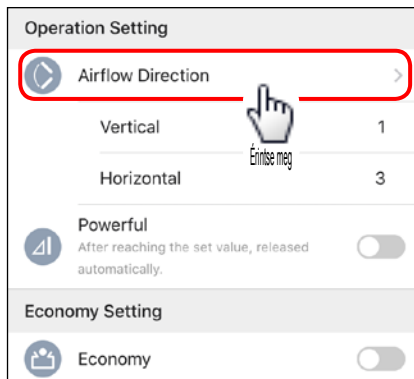 Operation Setting
Airflow Direction
Érintse meg
Vertical 1
Horizontal 3
Powerful
After reaching the set value, released
automatically.
Economy Setting
Economy